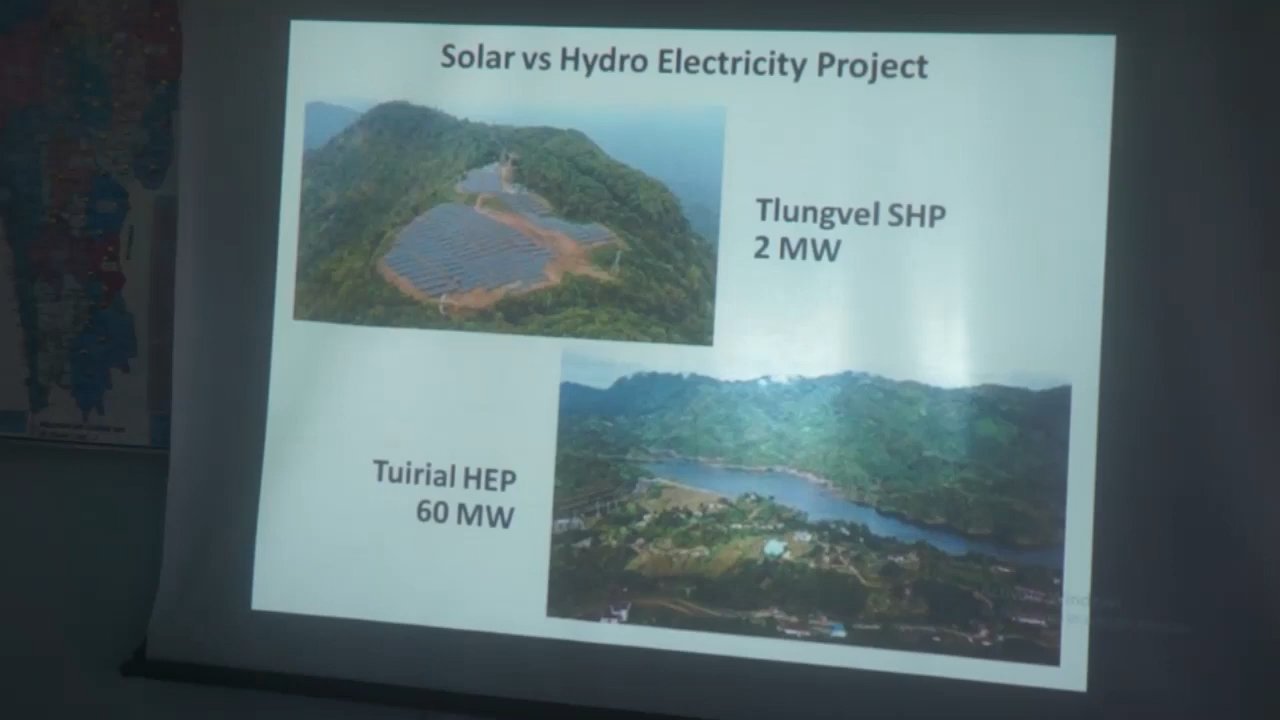 Solar vs Hydro Electricity Project
Tlungvel SHP
2 MW
Tuirial HEP
60 MW